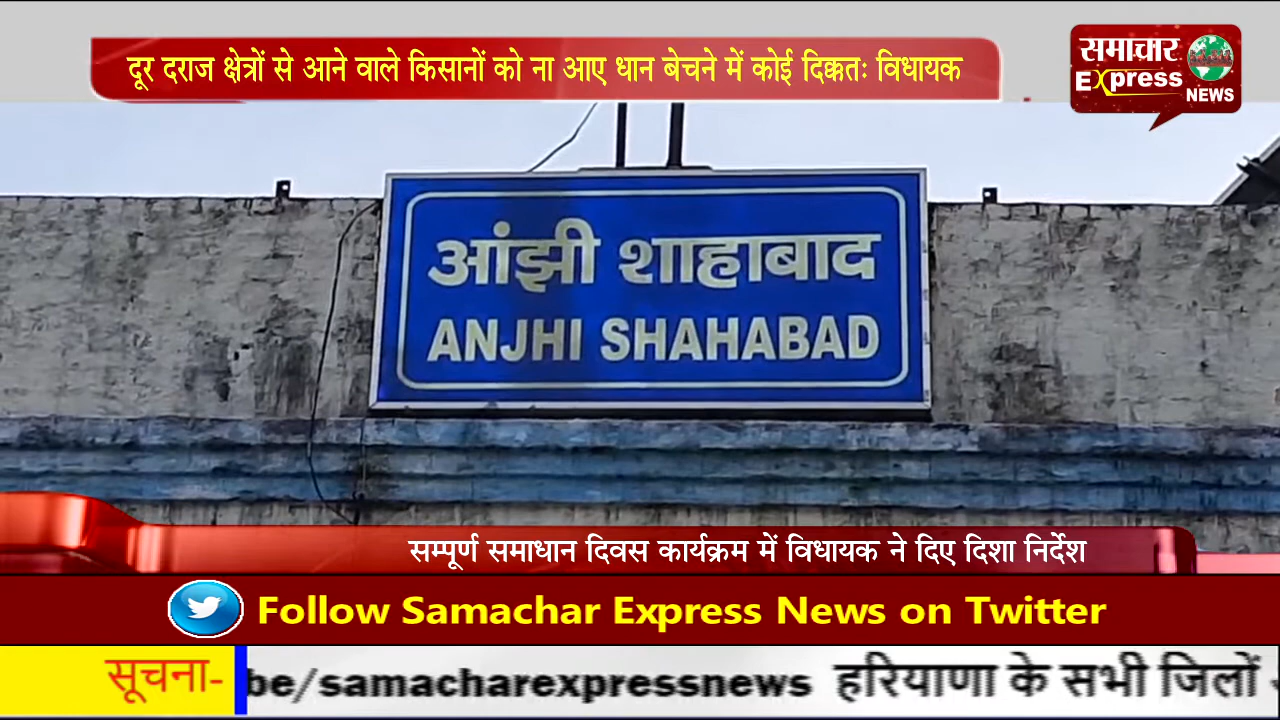 दूर दराज क्षेत्रों से आने वाले किसानों को ना आए धान बेचने में कोई दिक्कतः विधायक
समाचार
Express
NEWS
आंझी शाहाबाद
ANJHI SHAHABAD
सम्पूर्ण समाधान दिवस कार्यक्रम में विधायक ने दिए दिशा निर्देश
Follow Samachar Express News on Twitter
सूचना- be/samacharexpressnews हरियाणा के सभी जिलों